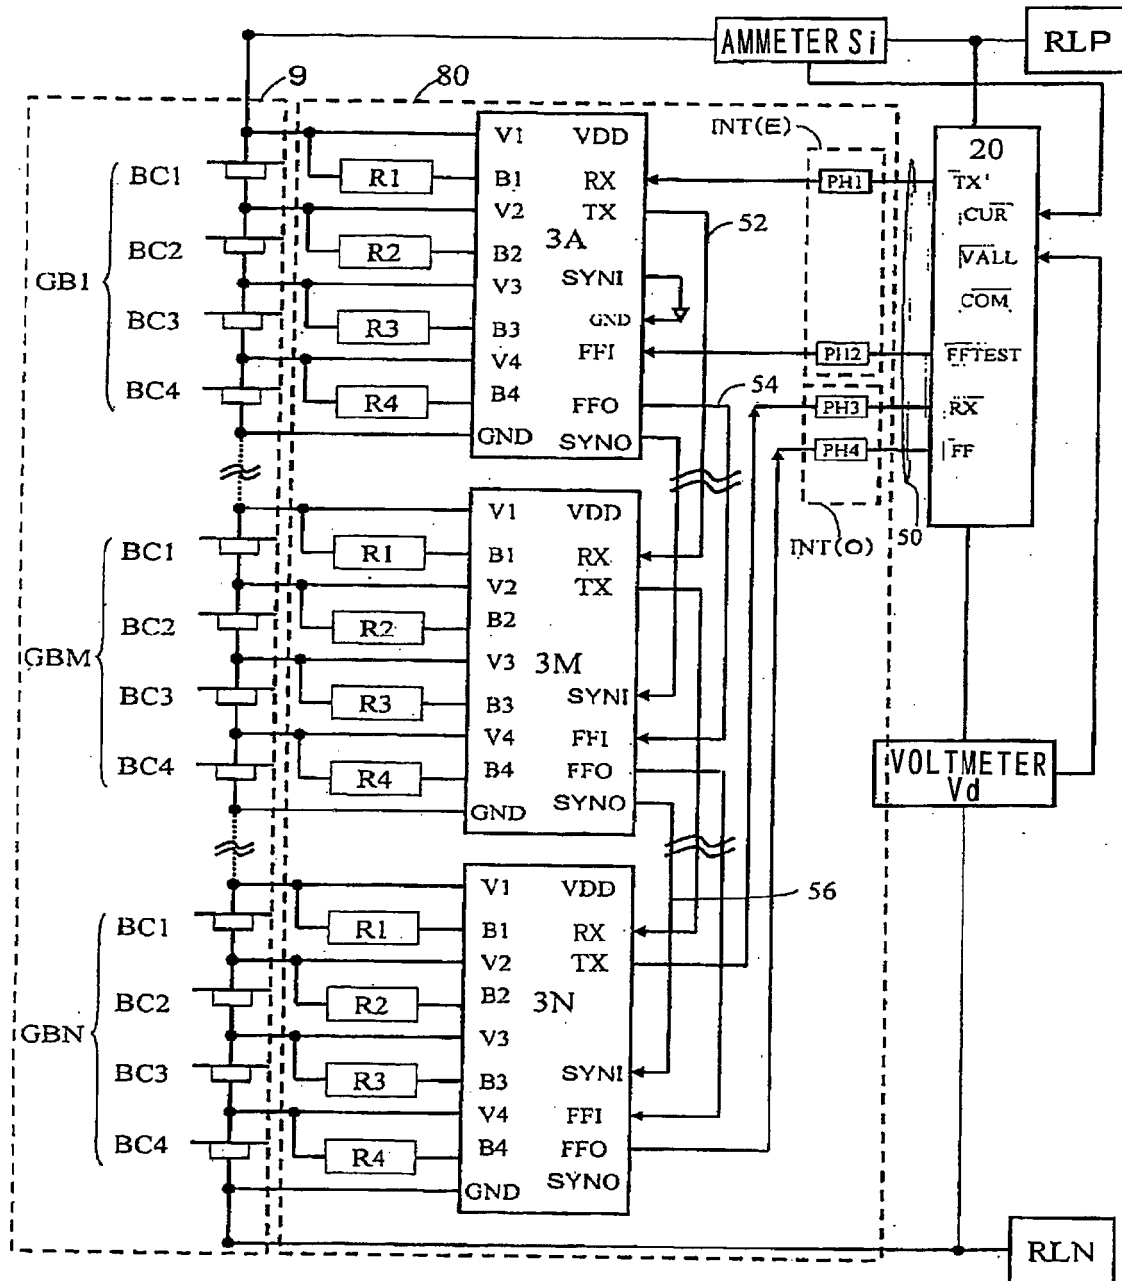 AMMETER Si
RLP
9
80
INT(E)
20
V1
VDD
BC1
R1
B1
RX
PH1
TX
CUR
V2
TX
52
BC2
R2
B2
3A
VALL
GB1
V3
SYNI
COM
BC3
R3
B3
GND
FFI
PH2
FFTEST
V4
BC4
R4
B4
FFO
54
PH3
RX
GND
SYNO
PH4
FF
INT(O)
50
V1
VDD
BC1
R1
B1
RX
V2
TX
BC2
R2
B2
GBM
V3
3M
BC3
R3
B3
SYNI
V4
FFI
BC4
R4
B4
FFO
SYNO
GND
VOLTMETER
Vd
V1
VDD
56
BC1
R1
B1
RX
V2
TX
BC2
R2
B2
3N
GBN
V3
BC3
R3
B3
SYNI
V4
FFI
BC4
R4
B4
FFO
SYNO
GND
RLN